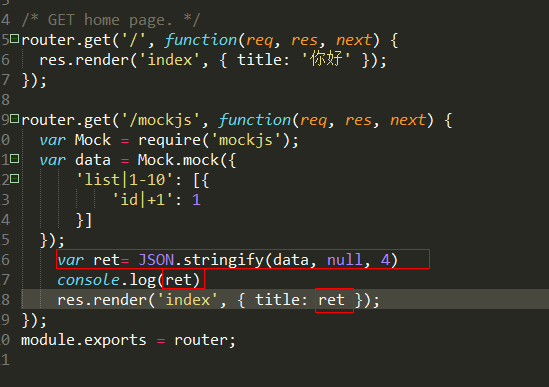 4 /* GET home page. */
5 router.get('/', function(req, res, next) {
6   res.render('index', { title: '你好' });
7 });
8
9 router.get('/mockjs', function(req, res, next) {
0   var Mock = require('mockjs');
1   var data = Mock.mock({
2       'list|1-10': [{
3           'id|+1': 1
4       }]
5   });
6     var ret= JSON.stringify(data, null, 4)
7     console.log(ret)
8     res.render('index', { title: ret });
9 });
0 module.exports = router;
1